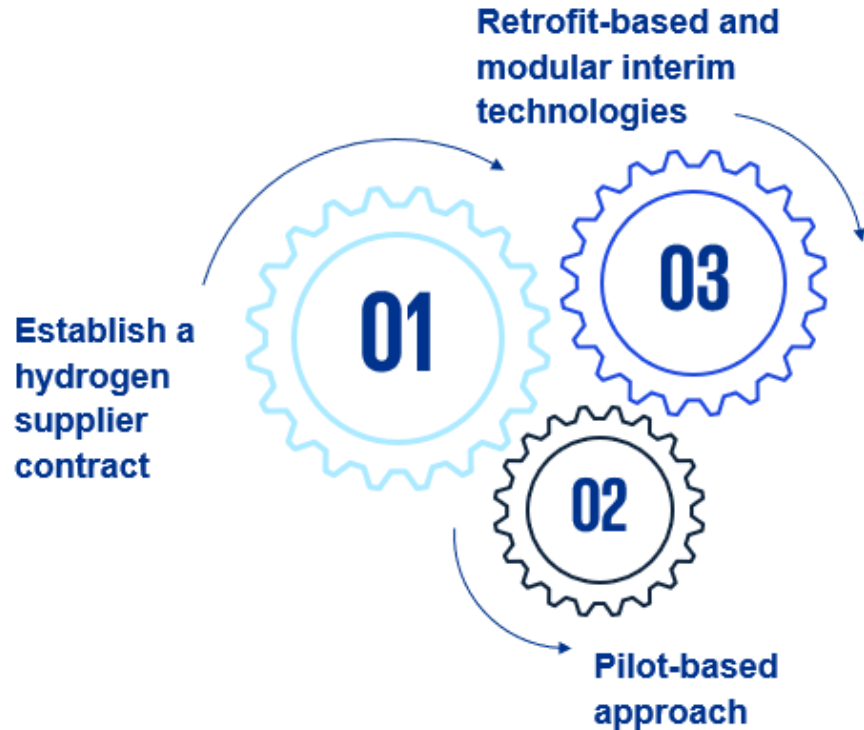 Retrofit-based and
modular interim
technologies
01
03
Establish a
hydrogen
supplier
contract
02
Pilot-based
approach